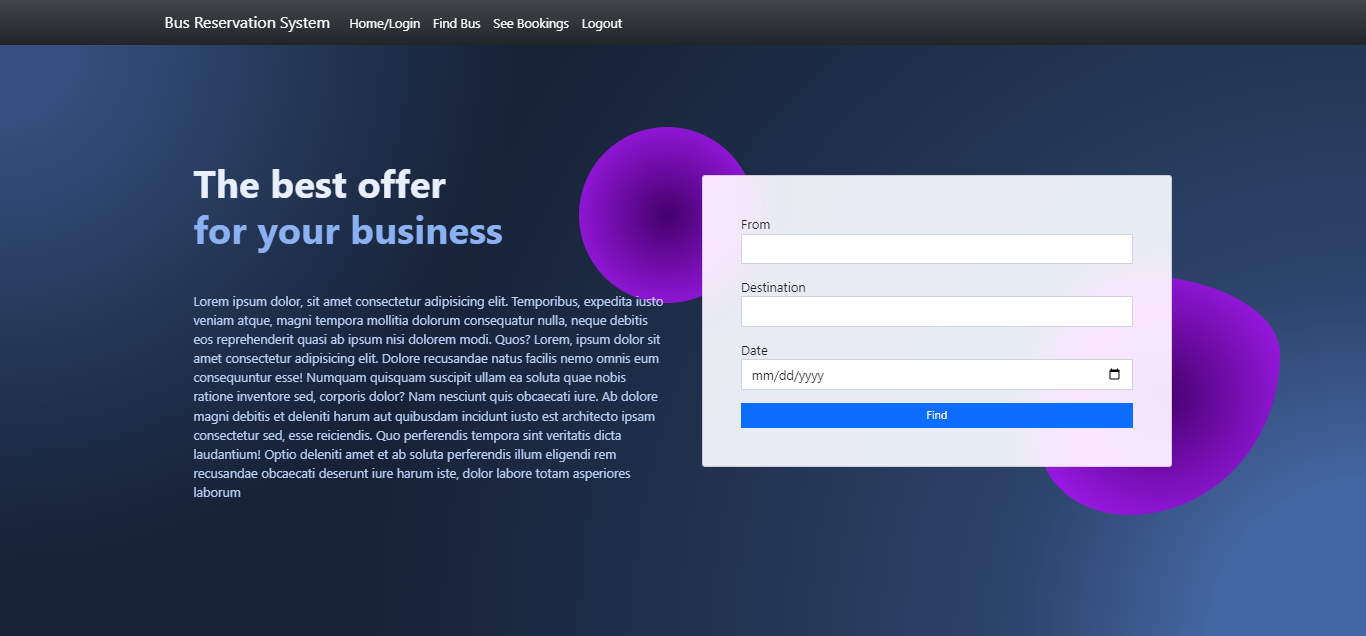 Bus Reservation System Home/Login Find Bus See Bookings Logout
The best offer
for your business
Lorem ipsum dolor, sit amet consectetur adipisicing elit. Temporibus, expedita iusto
veniam atque, magni tempora mollitia dolorum consequatur nulla, neque debitis
eos reprehenderit quasi ab ipsum nisi dolorem modi. Quos? Lorem, ipsum dolor sit
amet consectetur adipisicing elit. Dolore recusandae natus facilis nemo omnis eum
consequuntur esse! Numquam quisquam suscipit ullam ea soluta quae nobis
ratione inventore sed, corporis dolor? Nam nesciunt quis obcaecati iure. Ab dolore
magni debitis et deleniti harum aut quibusdam incidunt iusto est architecto ipsam
consectetur sed, esse reiciendis. Quo perferendis tempora sint veritatis dicta
laudantium! Optio deleniti amet et ab soluta perferendis illum eligendi rem
recusandae obcaecati deserunt iure harum iste, dolor labore totam asperiores
laborum
From
Destination
Date
mm/dd/yyyy
Find